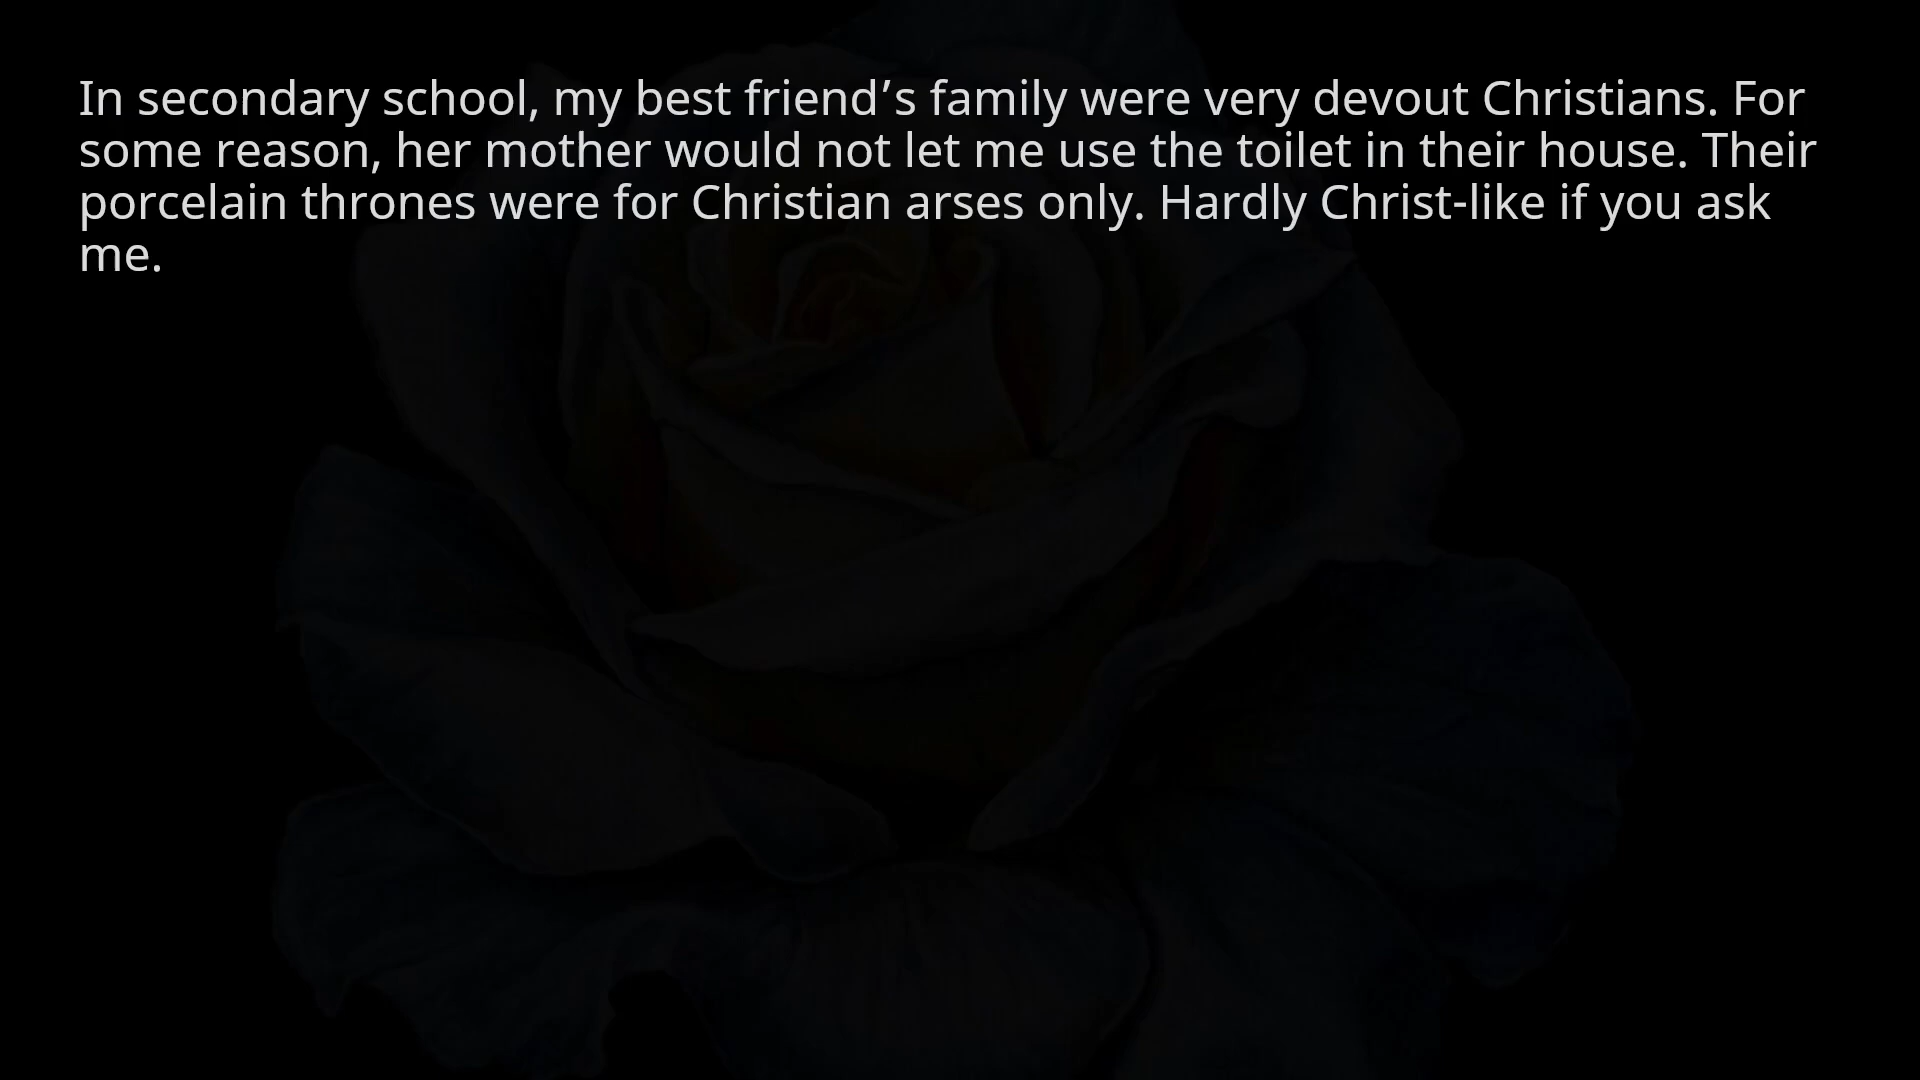 In secondary school, my best friend’s family were very devout Christians. For
some reason, her mother would not let me use the toilet in their house. Their
porcelain thrones were for Christian arses only. Hardly Christ-like if you ask
me.